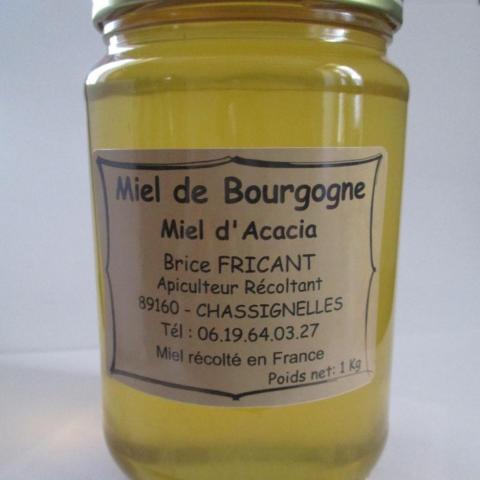 Miel de Bourgogne
Miel d'Acacia
Brice FRICANT
Apiculteur Récoltant
89160 - CHASSIGNELLES
Tél : 06.19.64.03.27
Miel récolté en France
Poids net: 1 Kg